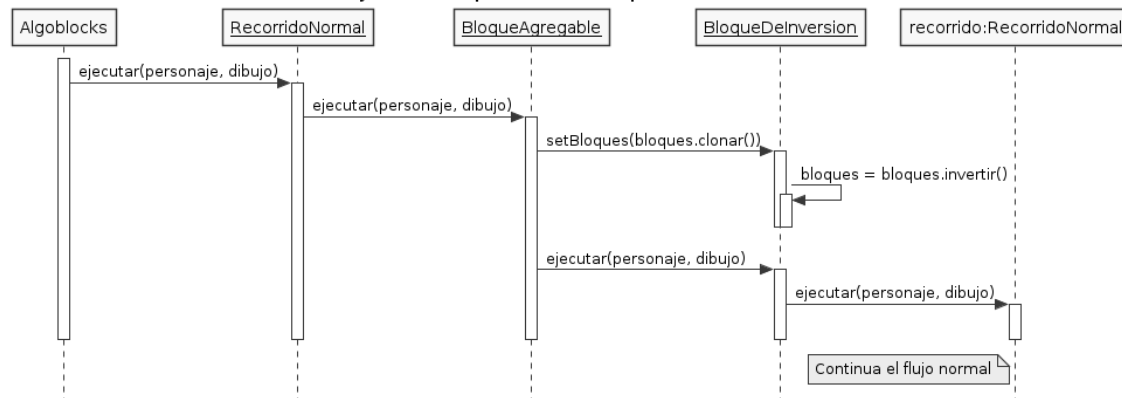 Algoblocks
RecorridoNormal
BloqueAgregable
BloqueDeInversion
recorrido:RecorridoNormal
ejecutar(personaje, dibujo)
ejecutar(personaje, dibujo)
setBloques(bloques.clonar())
bloques = bloques.invertir()
ejecutar(personaje, dibujo)
ejecutar(personaje, dibujo)
Continua el flujo normal